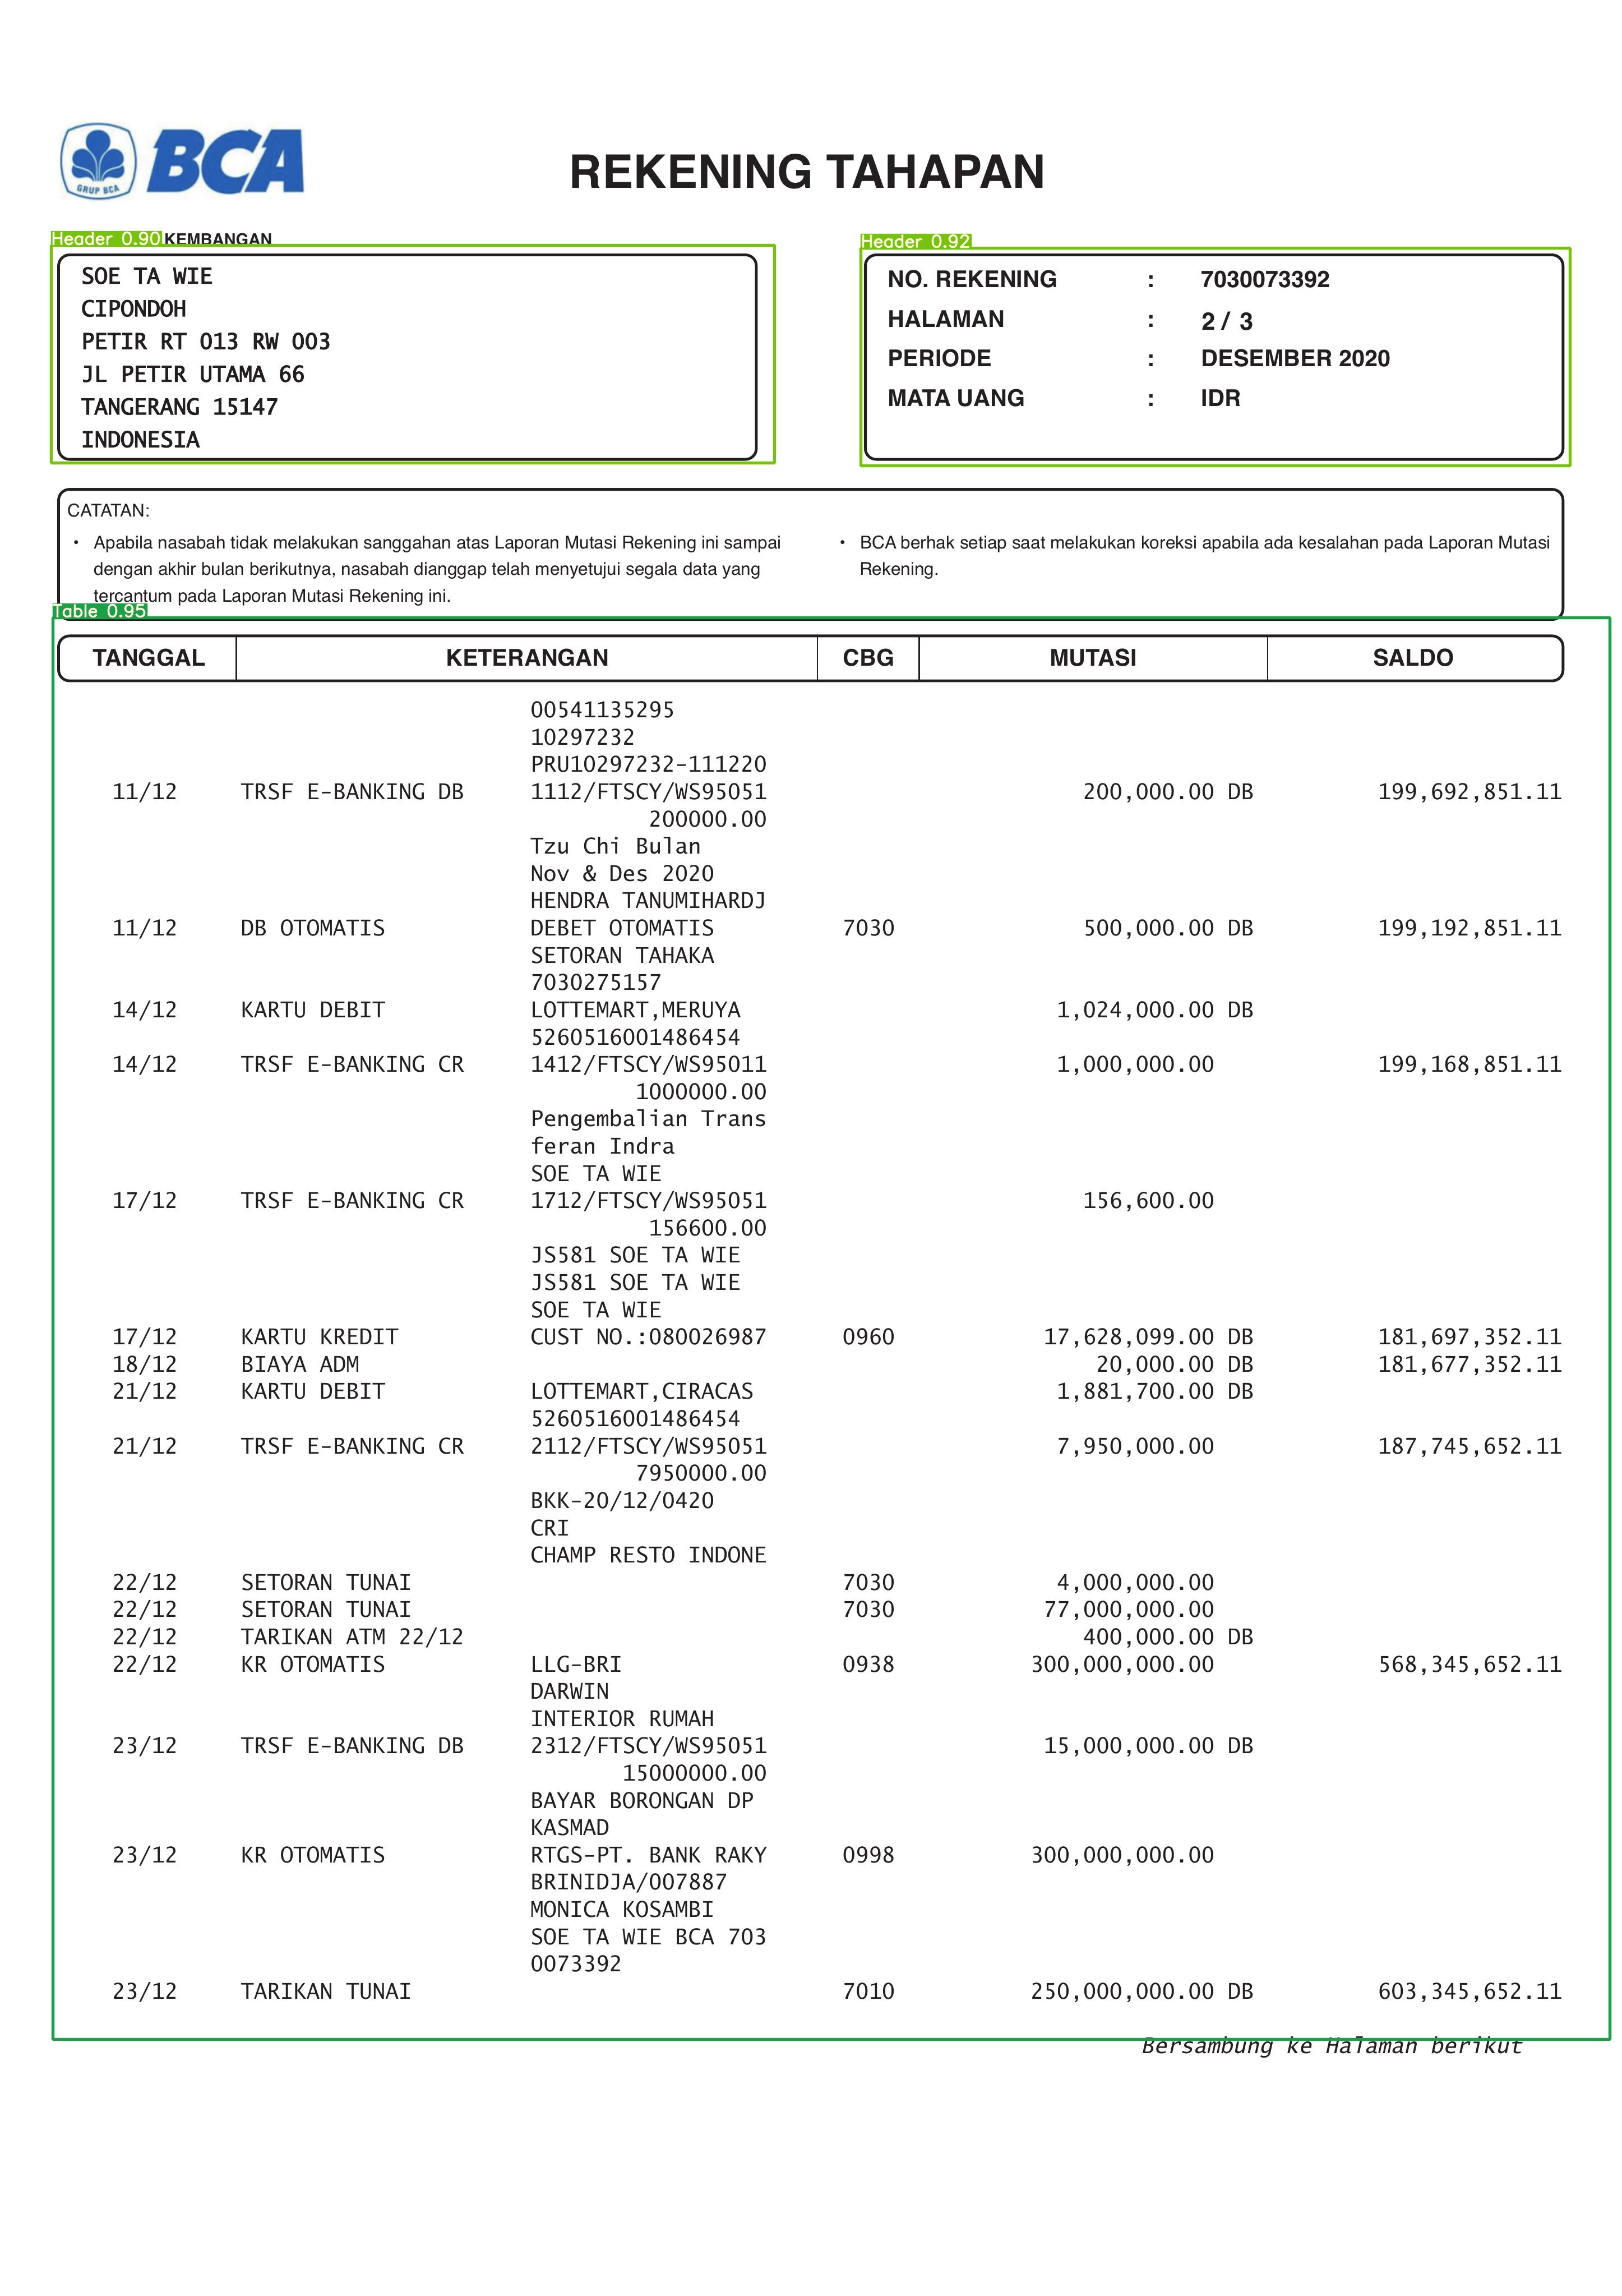 GRUP BCA BCA
REKENING TAHAPAN
Header 0.90 KEMBANGAN
SOE TA WIE
CIPONDOH
PETIR RT 013 RW 003
JL PETIR UTAMA 66
TANGERANG 15147
INDONESIA
Header 0.92
NO. REKENING : 7030073392
HALAMAN : 2 / 3
PERIODE : DESEMBER 2020
MATA UANG : IDR
CATATAN:
• Apabila nasabah tidak melakukan sanggahan atas Laporan Mutasi Rekening ini sampai
dengan akhir bulan berikutnya, nasabah dianggap telah menyetujui segala data yang
tercantum pada Laporan Mutasi Rekening ini.
• BCA berhak setiap saat melakukan koreksi apabila ada kesalahan pada Laporan Mutasi
Rekening.
Table 0.95
TANGGAL KETERANGAN CBG MUTASI SALDO
00541135295
10297232
PRU10297232-111220
11/12 TRSF E-BANKING DB 1112/FTSCY/WS95051 200,000.00 DB 199,692,851.11
200000.00
Tzu Chi Bulan
Nov & Des 2020
HENDRA TANUMIHARDJ
11/12 DB OTOMATIS DEBET OTOMATIS 7030 500,000.00 DB 199,192,851.11
SETORAN TAHAKA
7030275157
14/12 KARTU DEBIT LOTTEMART,MERUYA 1,024,000.00 DB
5260516001486454
14/12 TRSF E-BANKING CR 1412/FTSCY/WS95011 1,000,000.00 199,168,851.11
1000000.00
Pengembalian Trans
feran Indra
SOE TA WIE
17/12 TRSF E-BANKING CR 1712/FTSCY/WS95051 156,600.00
156600.00
JS581 SOE TA WIE
JS581 SOE TA WIE
SOE TA WIE
17/12 KARTU KREDIT CUST NO.:080026987 0960 17,628,099.00 DB 181,697,352.11
18/12 BIAYA ADM 20,000.00 DB 181,677,352.11
21/12 KARTU DEBIT LOTTEMART,CIRACAS 1,881,700.00 DB
5260516001486454
21/12 TRSF E-BANKING CR 2112/FTSCY/WS95051 7,950,000.00 187,745,652.11
7950000.00
BKK-20/12/0420
CRI
CHAMP RESTO INDONE
22/12 SETORAN TUNAI 7030 4,000,000.00
22/12 SETORAN TUNAI 7030 77,000,000.00
22/12 TARIKAN ATM 22/12 400,000.00 DB
22/12 KR OTOMATIS LLG-BRI 0938 300,000,000.00 568,345,652.11
DARWIN
INTERIOR RUMAH
23/12 TRSF E-BANKING DB 2312/FTSCY/WS95051 15,000,000.00 DB
15000000.00
BAYAR BORONGAN DP
KASMAD
23/12 KR OTOMATIS RTGS-PT. BANK RAKY 0998 300,000,000.00
BRINIDJA/007887
MONICA KOSAMBI
SOE TA WIE BCA 703
0073392
23/12 TARIKAN TUNAI 7010 250,000,000.00 DB 603,345,652.11
Bersambung ke Halaman berikut